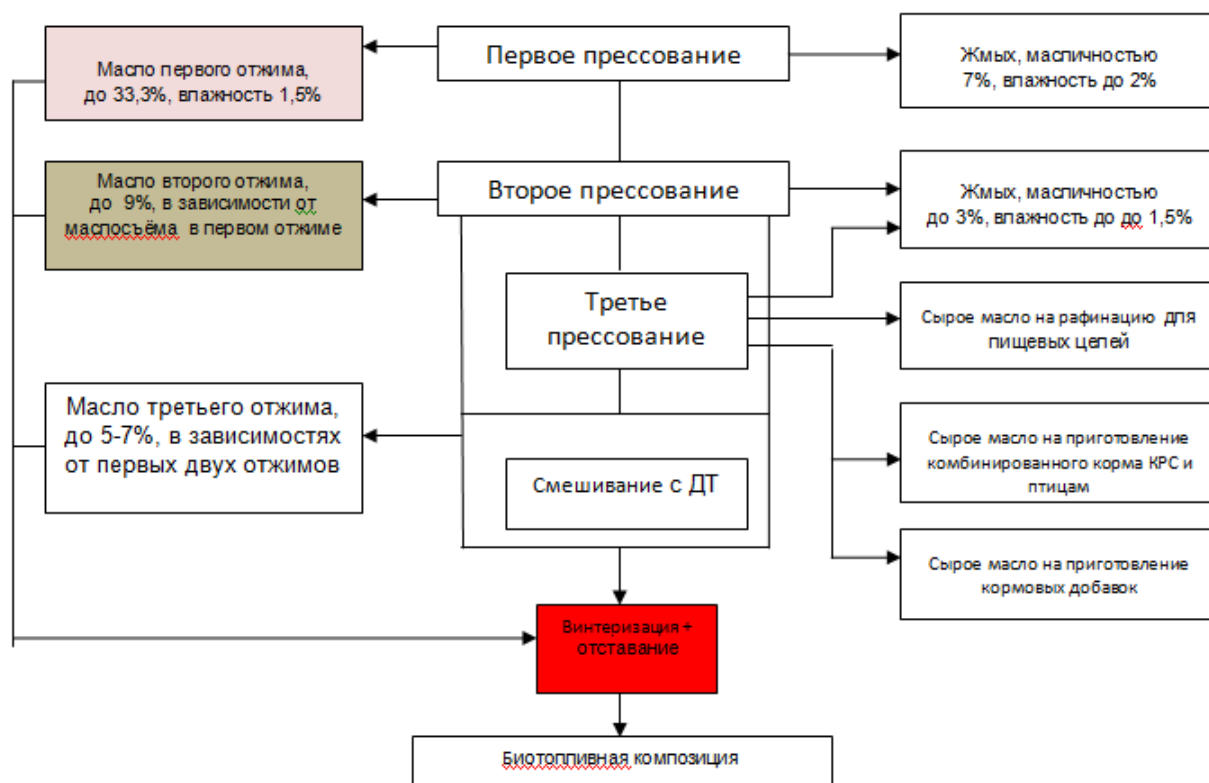 Первое прессование
Масло первого отжима,
до 33,3%, влажность 1,5%
Жмых, масличностью
7%, влажность до 2%
Второе прессование
Масло второго отжима,
до 9%, в зависимости от
маслосъёма в первом отжиме
Жмых, масличностью
до 3%, влажность до до 1,5%
Третье
прессование
Сырое масло на рафинацию для
пищевых целей
Масло третьего отжима,
до 5-7%, в зависимостях
от первых двух отжимов
Сырое масло на приготовление
комбинированного корма КРС и
птицам
Смешивание с ДТ
Сырое масло на приготовление
кормовых добавок
Винтеризация +
отставание
Биотопливная композиция